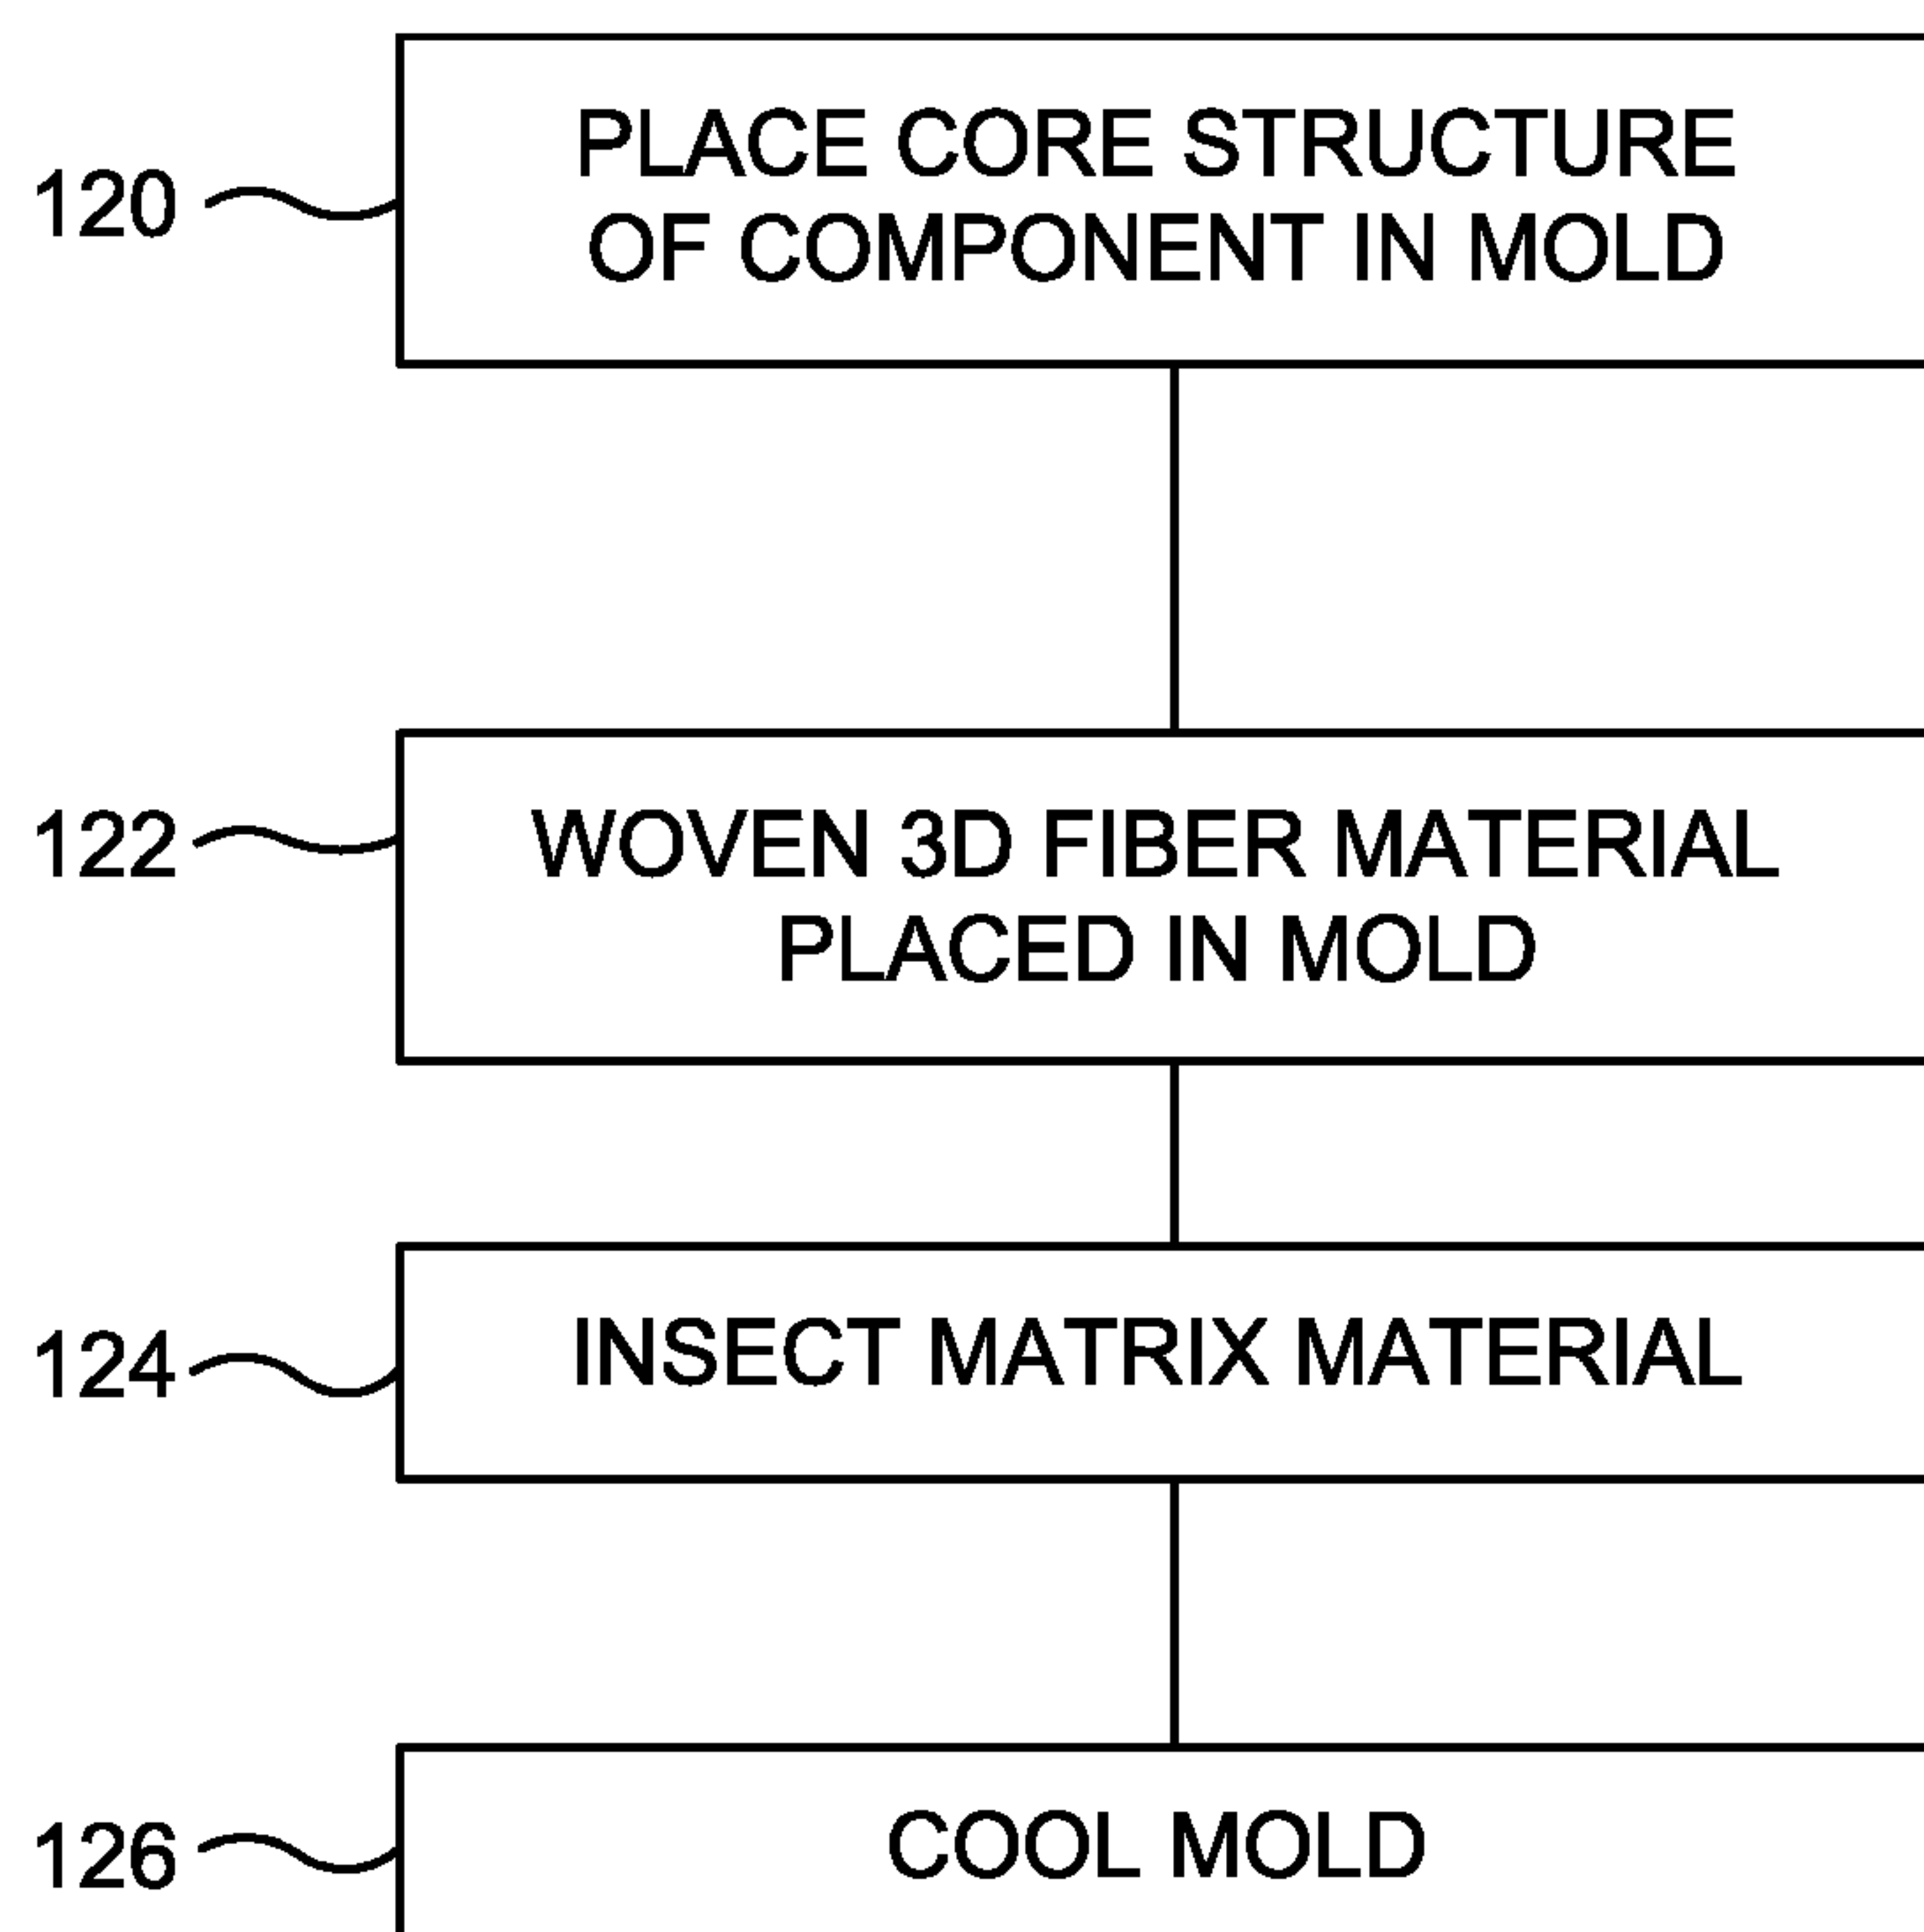 120
PLACE CORE STRUCTURE
OF COMPONENT IN MOLD
122
WOVEN 3D FIBER MATERIAL
PLACED IN MOLD
124
INSECT MATRIX MATERIAL
126
COOL MOLD